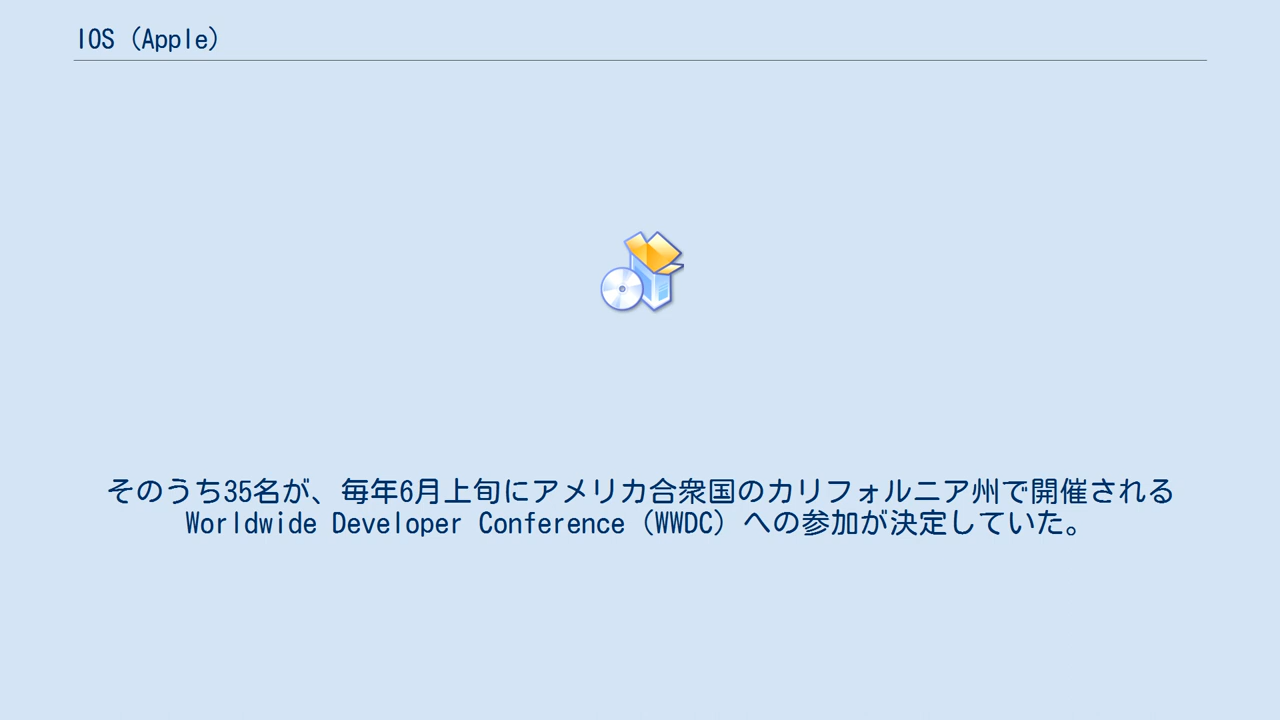 IOS (Apple)
そのうち35名が、毎年6月上旬にアメリカ合衆国のカリフォルニア州で開催される
Worldwide Developer Conference (WWDC) への参加が決定していた。